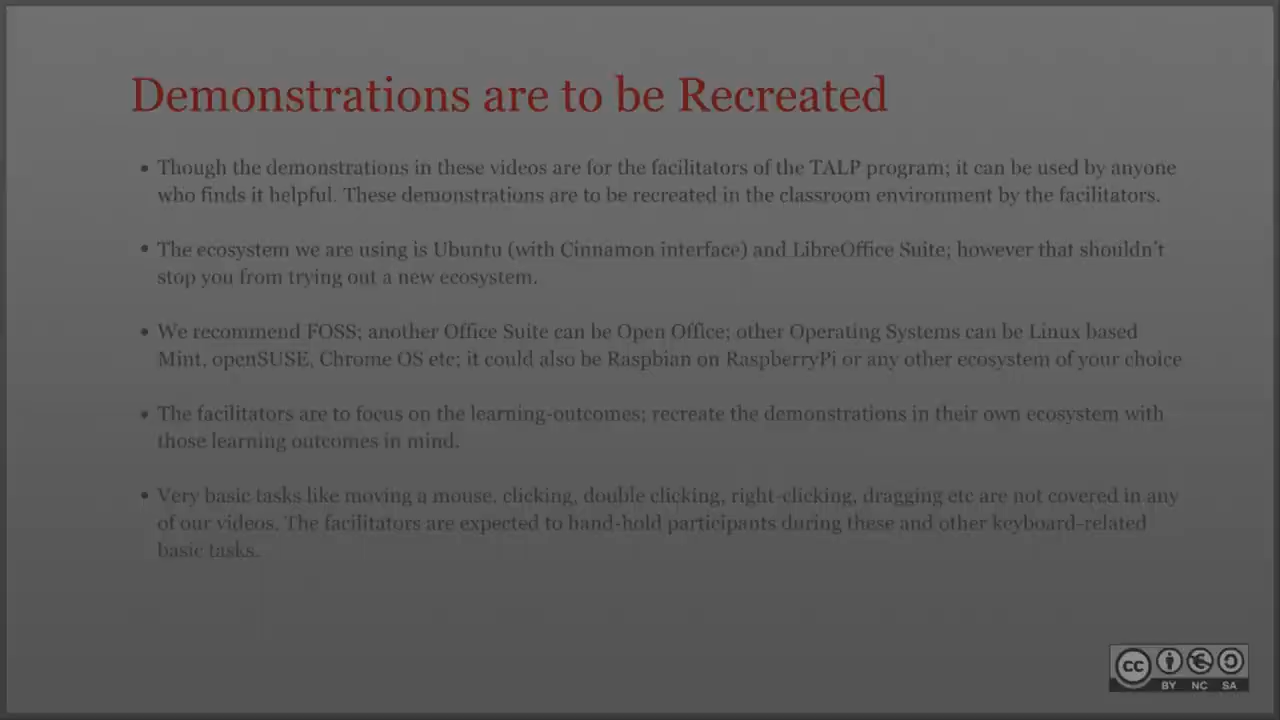 Demonstrations are to be Recreated
• Though the demonstrations in these videos are for the facilitators of the TALP program; it can be used by anyone
who finds it helpful. These demonstrations are to be recreated in the classroom environment by the facilitators.
• The ecosystem we are using is Ubuntu (with Cinnamon interface) and LibreOffice Suite; however that shouldn't
stop you from trying out a new ecosystem.
• We recommend FOSS; another Office Suite can be Open Office; other Operating Systems can be Linux based
Mint, openSUSE, Chrome OS etc; it could also be Raspbian on RaspberryPi or any other ecosystem of your choice
• The facilitators are to focus on the learning-outcomes; recreate the demonstrations in their own ecosystem with
those learning outcomes in mind.
• Very basic tasks like moving a mouse, clicking, double clicking, right-clicking, dragging etc are not covered in any
of our videos. The facilitators are expected to hand-hold participants during these and other keyboard-related
basic tasks.
cc
BY NC SA